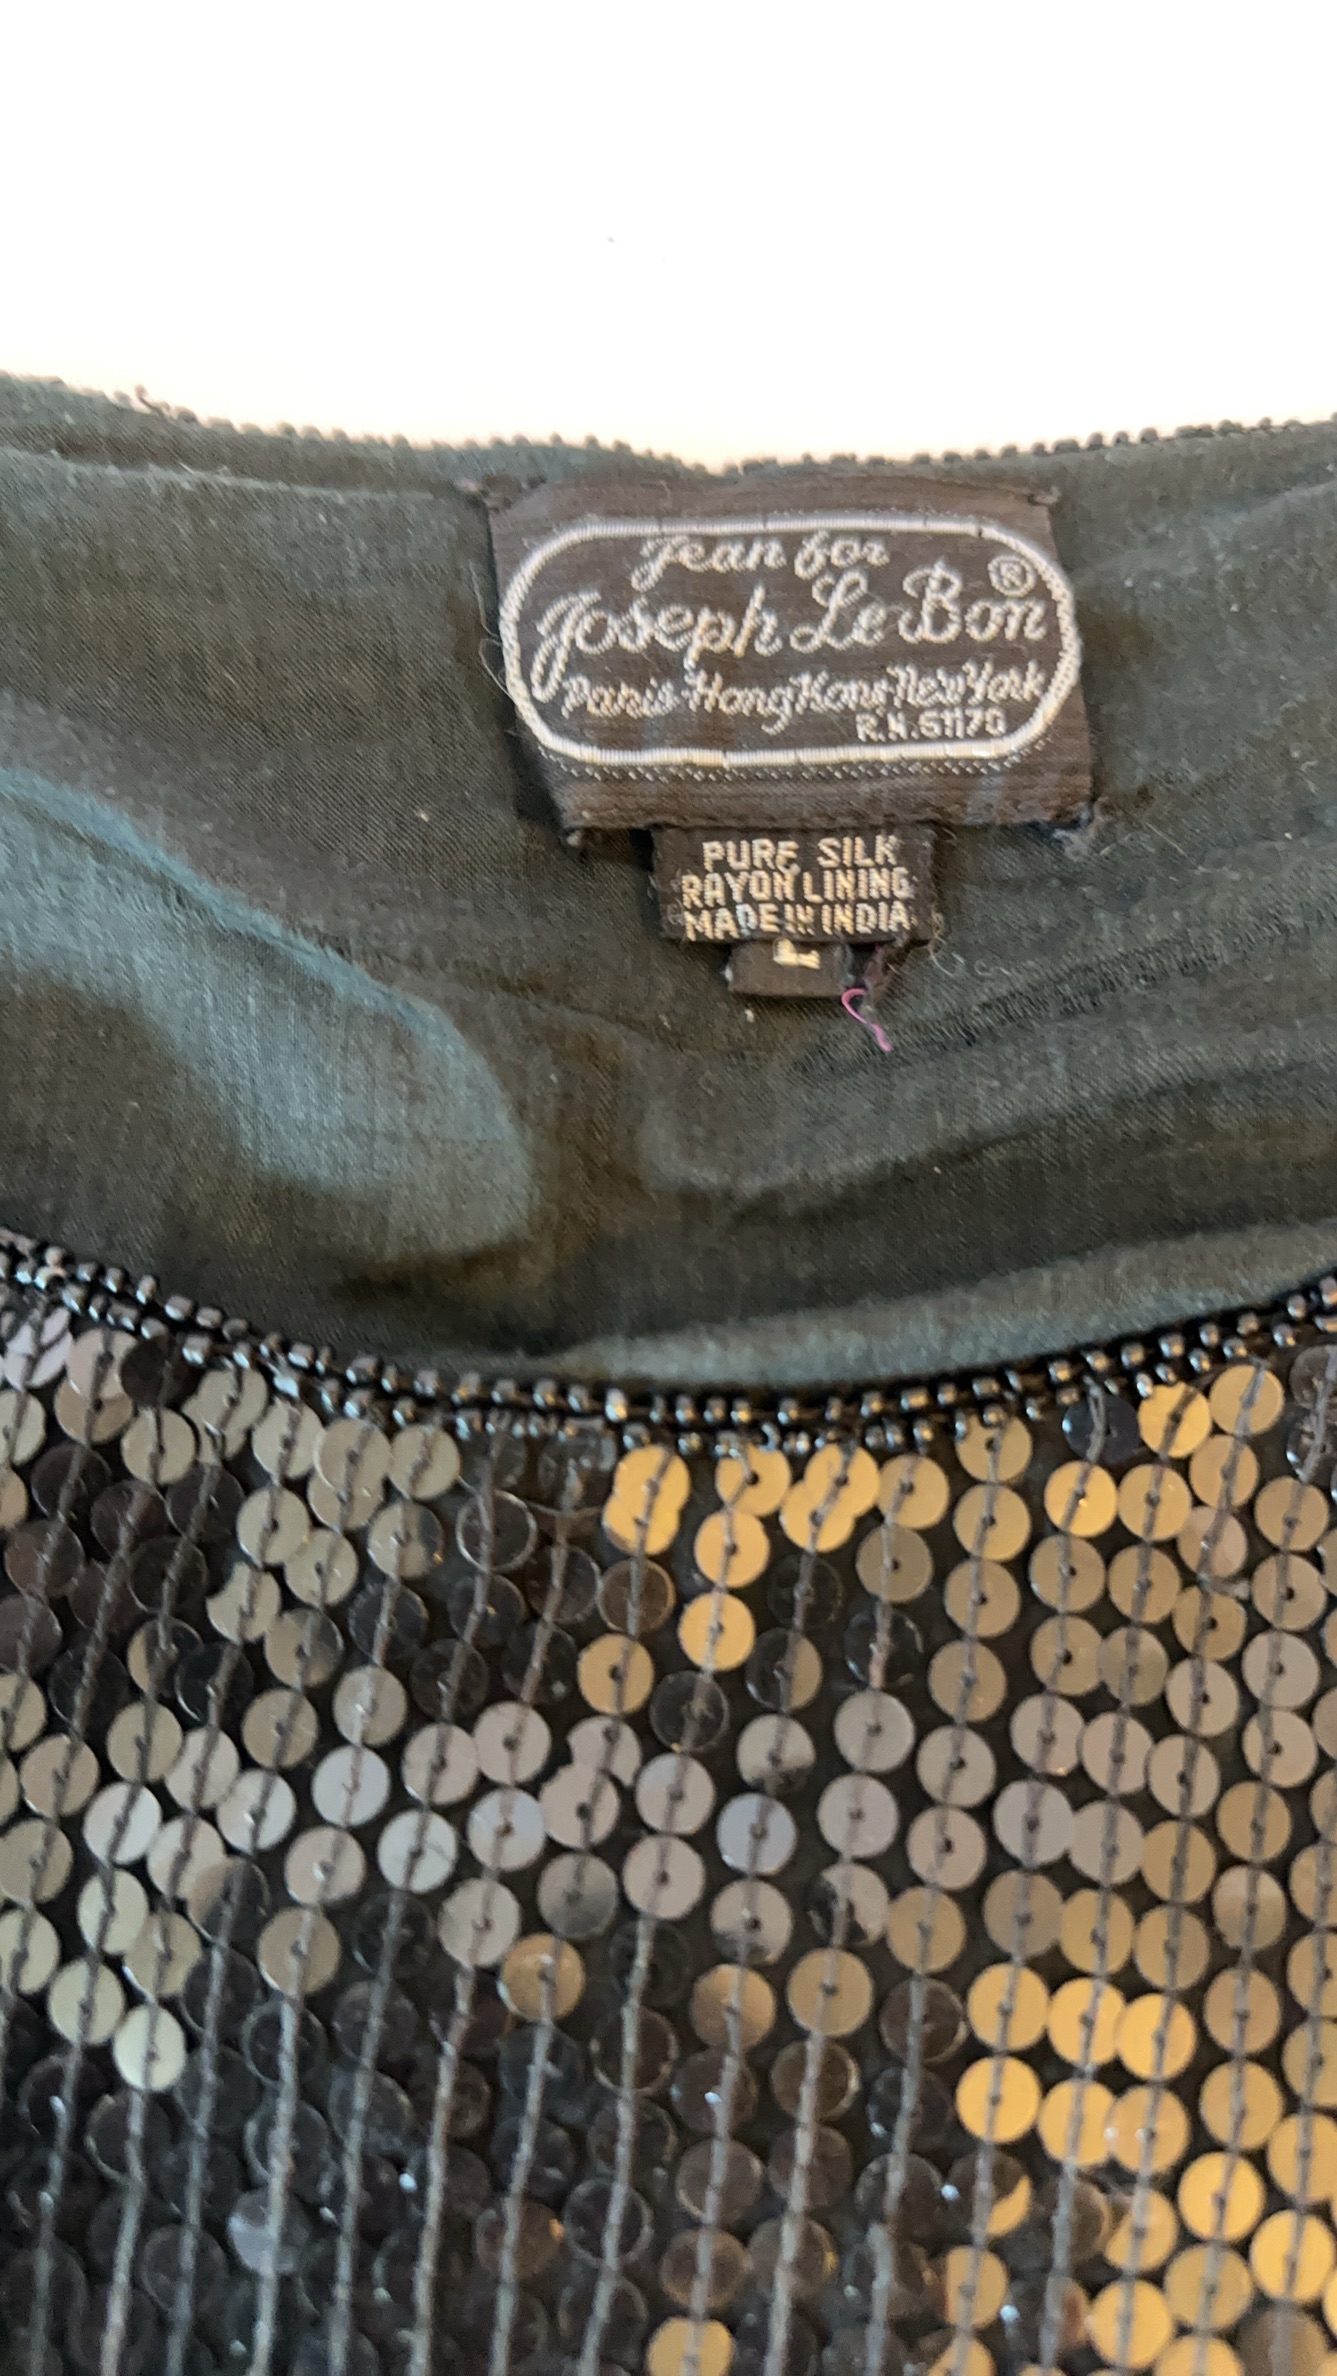 Jean for
Joseph Le Bon ®
Paris-Hong Kong-New York
R.N. 61170
PURE SILK
RAYON LINING
MADE IN INDIA
L